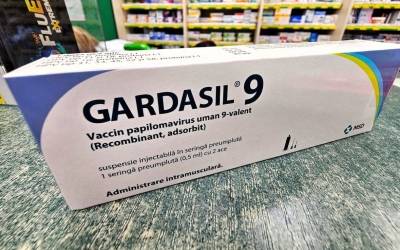 FLUE
GARDASIL® 9
Vaccin papilomavirus uman 9-valent
(Recombinant, adsorbit)
suspensie injectabilă în seringă preumplută
1 seringă preumplută (0,5 ml) cu 2 ace
Administrare intramusculară.
MSD